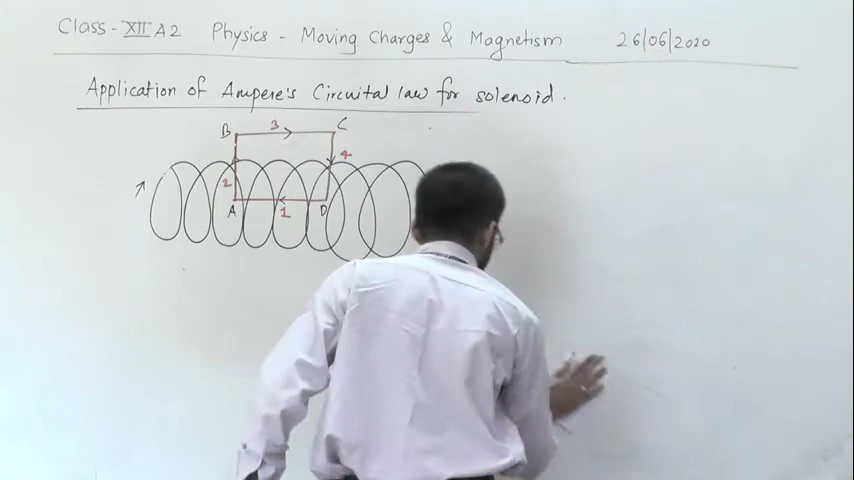 Class - XII A2 Physics - Moving Charges & Magnetism 26/06/2020
Application of Ampere's Circuital law for solenoid.
B 3 C
4
2
A 1 D